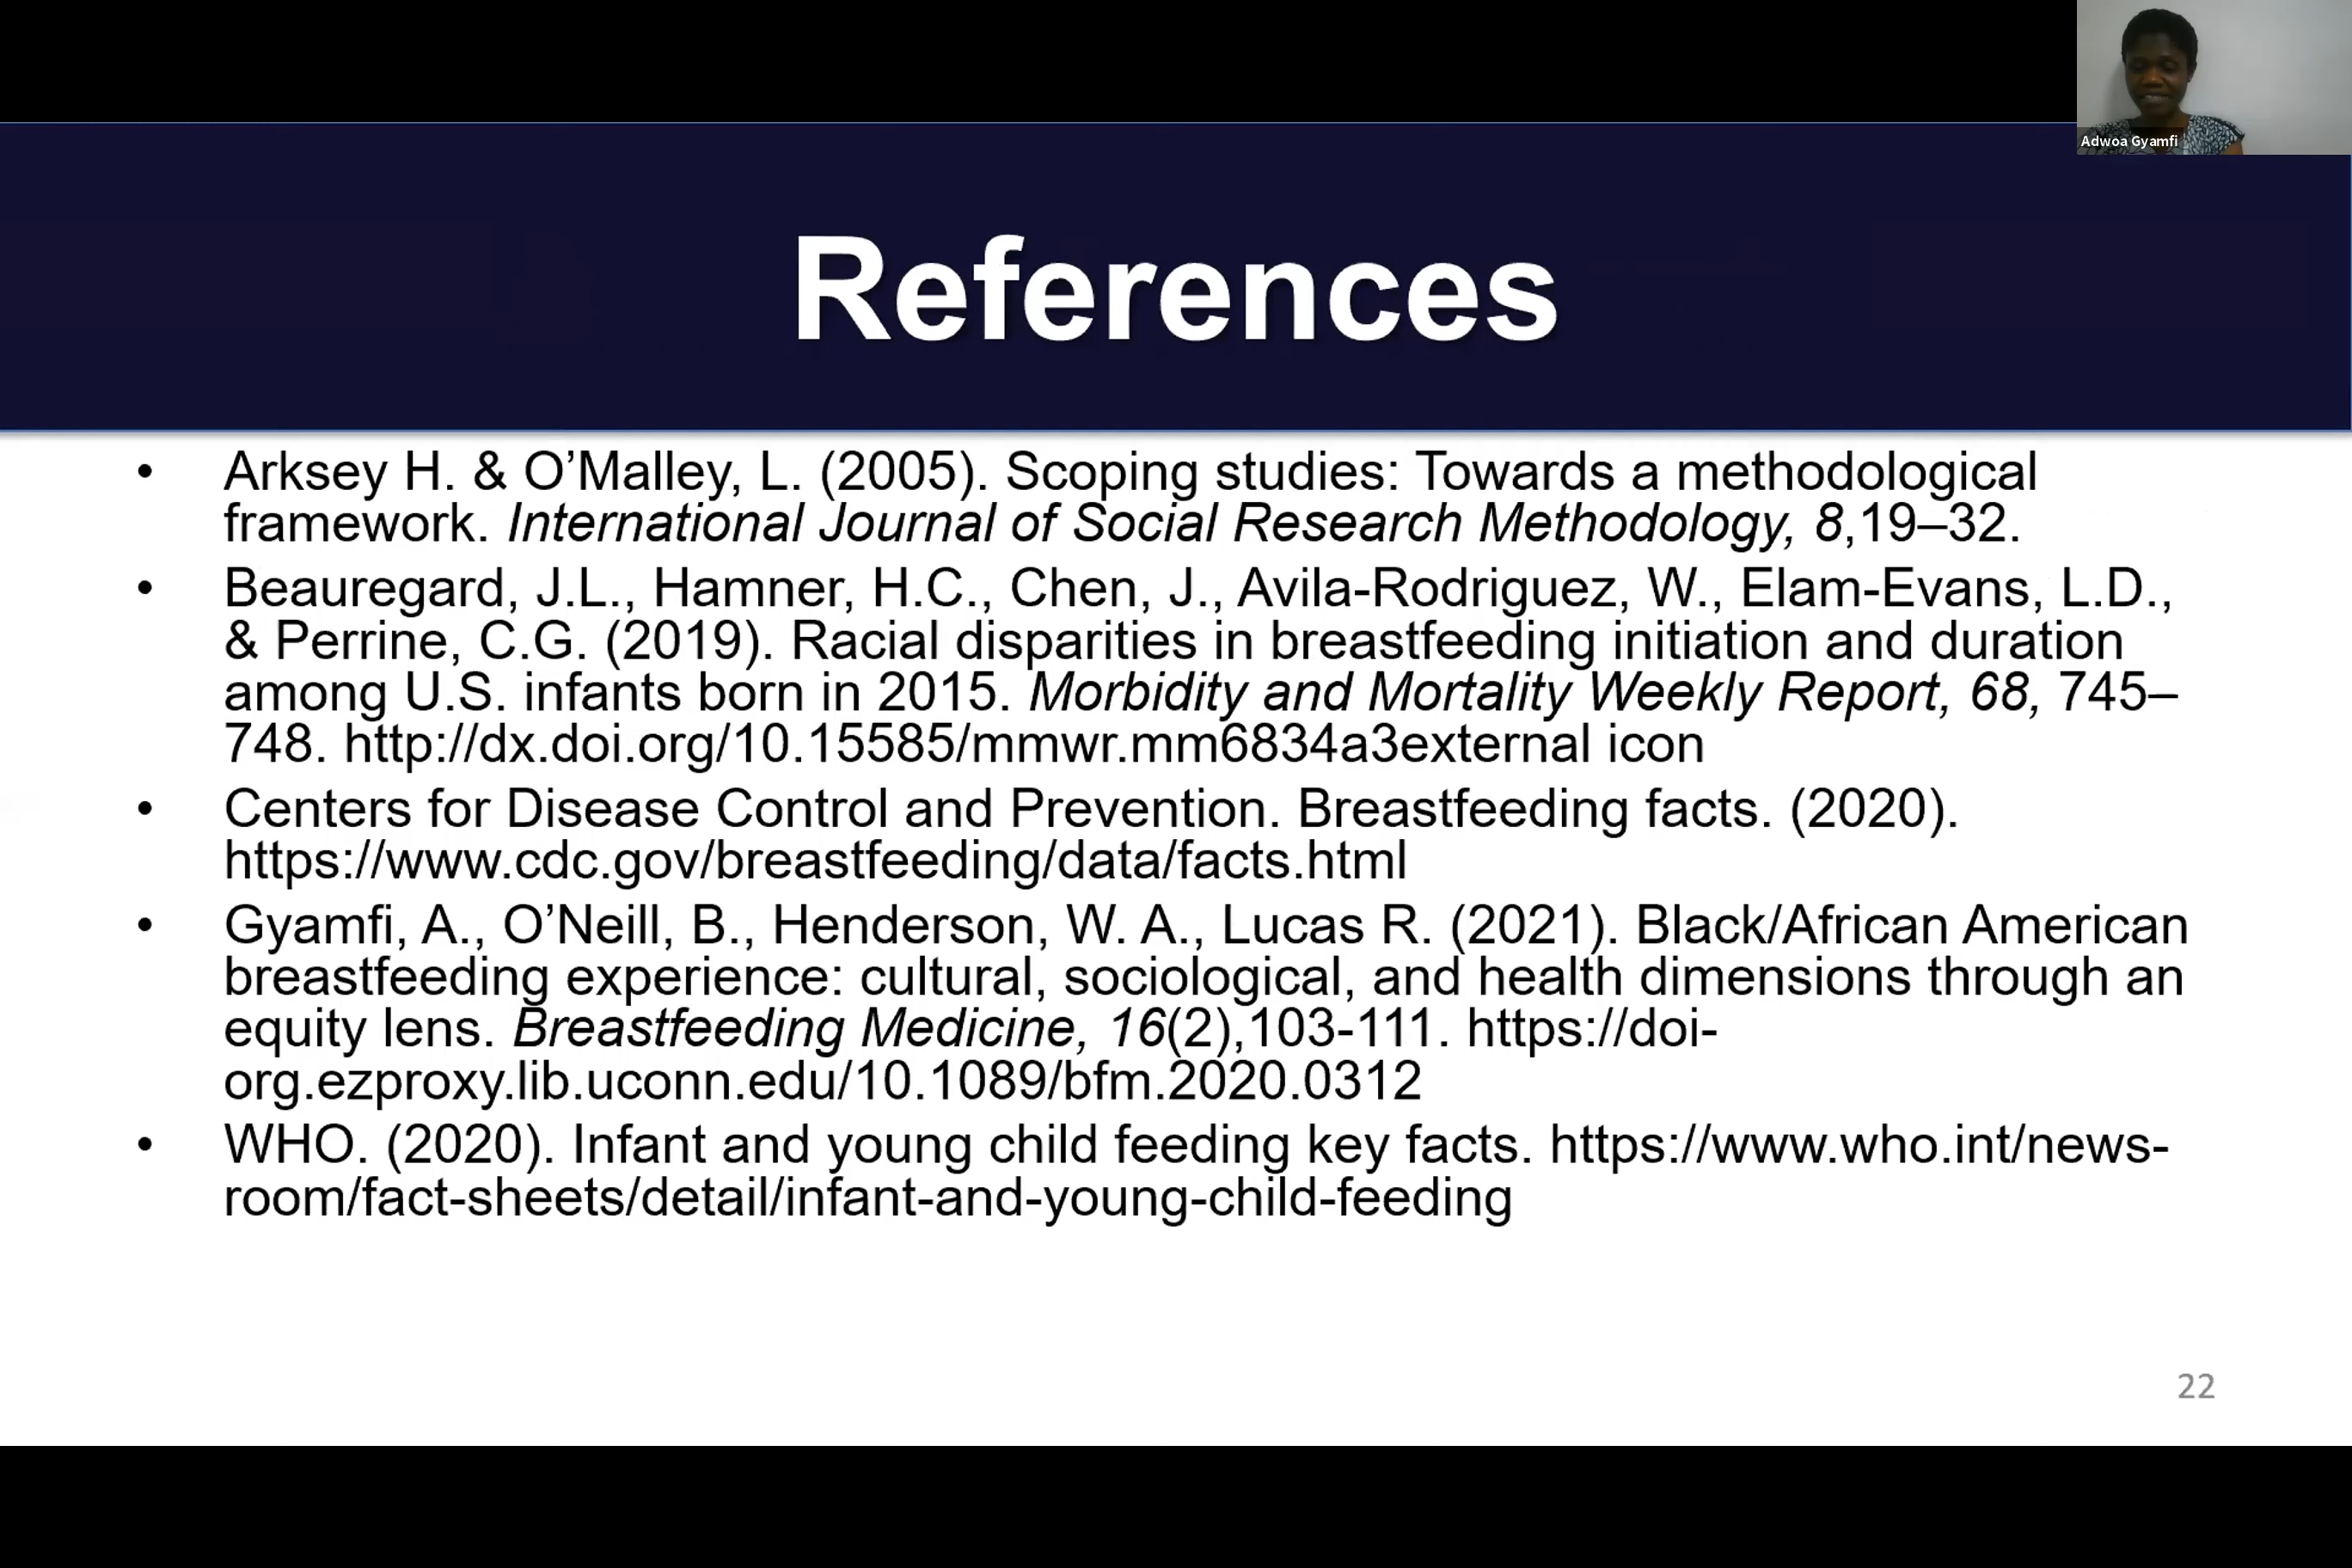 Adwoa Gyamfi
References
• Arksey H. & O’Malley, L. (2005). Scoping studies: Towards a methodological
framework. International Journal of Social Research Methodology, 8,19–32.
• Beauregard, J.L., Hamner, H.C., Chen, J., Avila-Rodriguez, W., Elam-Evans, L.D.,
& Perrine, C.G. (2019). Racial disparities in breastfeeding initiation and duration
among U.S. infants born in 2015. Morbidity and Mortality Weekly Report, 68, 745–
748. http://dx.doi.org/10.15585/mmwr.mm6834a3external icon
• Centers for Disease Control and Prevention. Breastfeeding facts. (2020).
https://www.cdc.gov/breastfeeding/data/facts.html
• Gyamfi, A., O’Neill, B., Henderson, W. A., Lucas R. (2021). Black/African American
breastfeeding experience: cultural, sociological, and health dimensions through an
equity lens. Breastfeeding Medicine, 16(2),103-111. https://doi-
org.ezproxy.lib.uconn.edu/10.1089/bfm.2020.0312
• WHO. (2020). Infant and young child feeding key facts. https://www.who.int/news-
room/fact-sheets/detail/infant-and-young-child-feeding
22